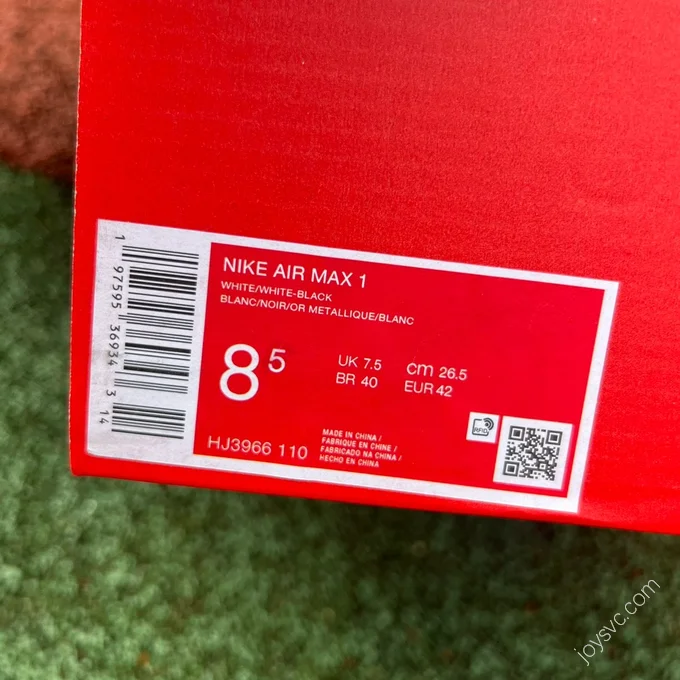 1 97595 36934 3 14
NIKE AIR MAX 1
WHITE/WHITE-BLACK
BLANC/NOIR/OR METALLIQUE/BLANC
8 5
UK 7.5 cm 26.5
BR 40 EUR 42
HJ3966 110
MADE IN CHINA /
FABRIQUE EN CHINE /
FABRICADO NA CHINA /
HECHO EN CHINA
RFID
joysvc.com